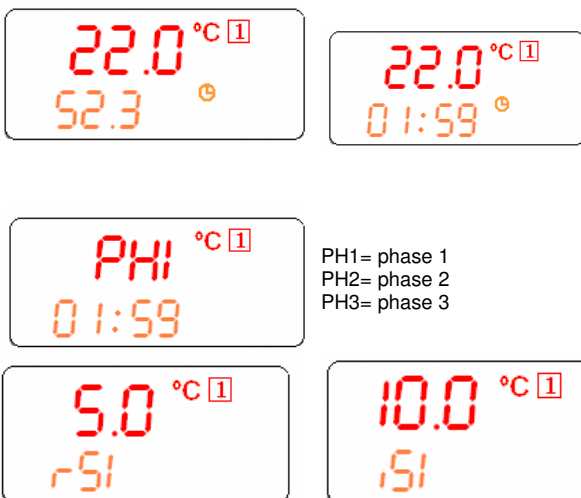 22.0 °C 1
52.3
22.0 °C 1
01:59
PH1 °C 1
01:59
PH1= phase 1
PH2= phase 2
PH3= phase 3
5.0 °C 1
rS1
10.0 °C 1
iS1